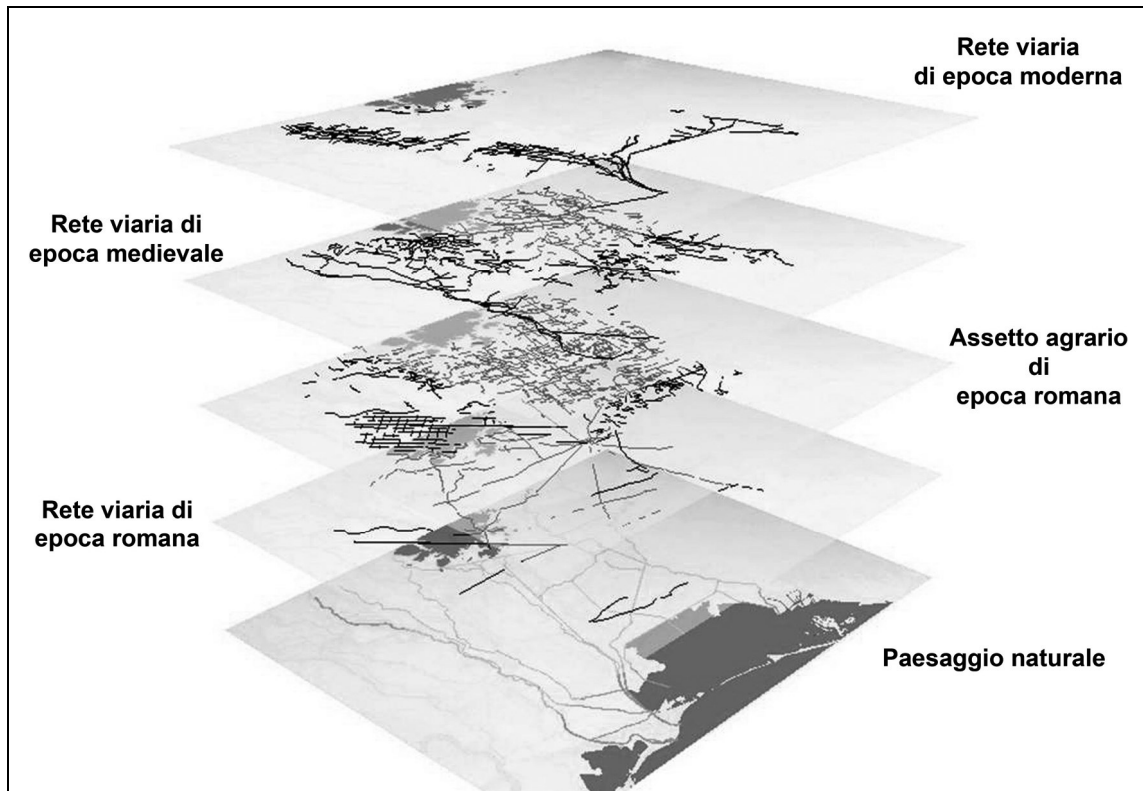 Rete viaria
di epoca moderna
Rete viaria di
epoca medievale
Assetto agrario
di
epoca romana
Rete viaria di
epoca romana
Paesaggio naturale